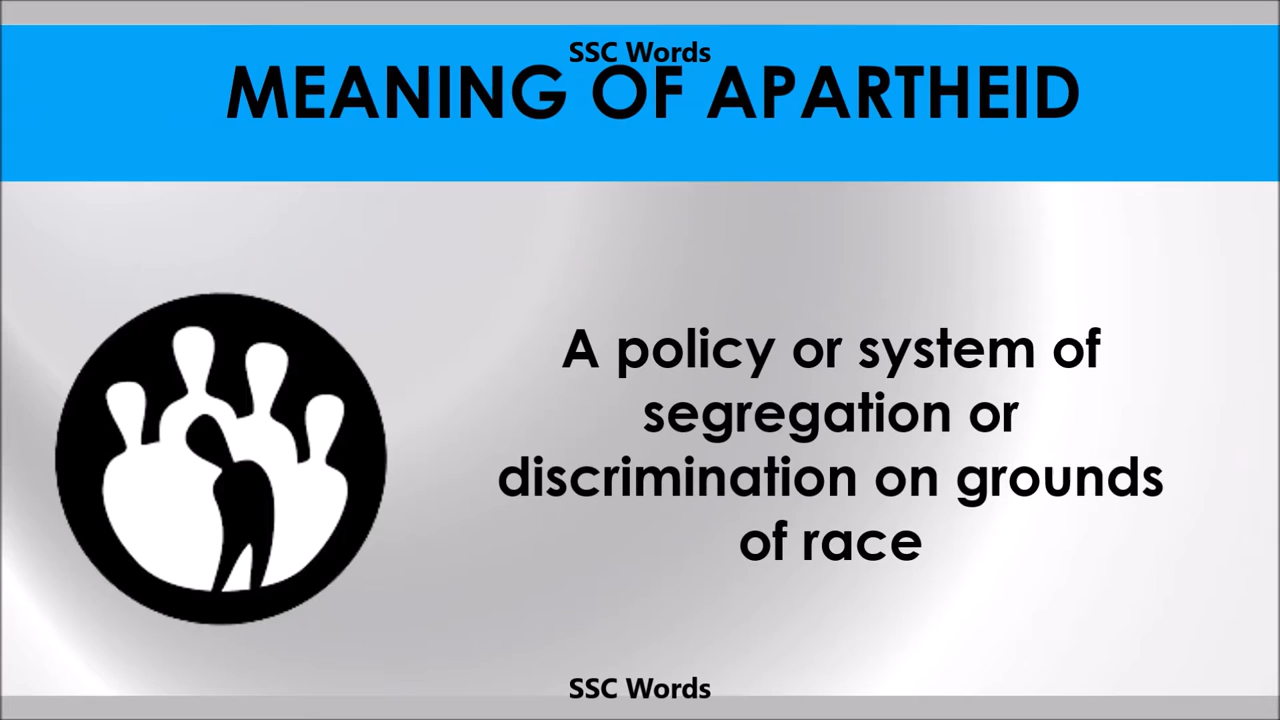 SSC Words
MEANING OF APARTHEID
A policy or system of
segregation or
discrimination on grounds
of race
SSC Words